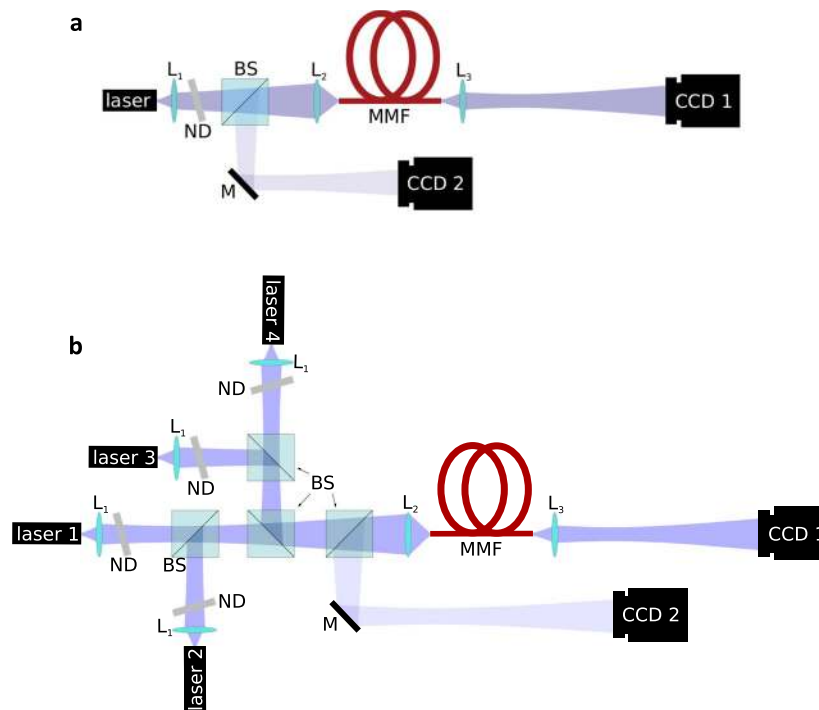 a
L₁
BS
L₂
L₃
laser
CCD 1
ND
MMF
M
CCD 2
laser 4
b
L₁
ND
L₁
laser 3
ND
BS
L₁
L₂
L₃
laser 1
CCD 1
ND
BS
MMF
ND
L₁
M
CCD 2
laser 2